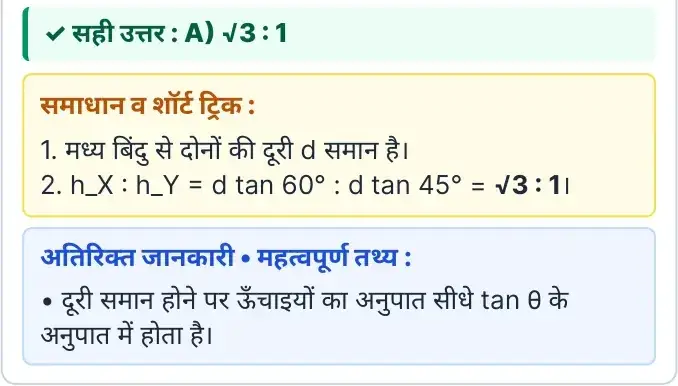 ✓ सही उत्तर : A) √3 : 1
समाधान व शॉर्ट ट्रिक :
1. मध्य बिंदु से दोनों की दूरी d समान है।
2. h_X : h_Y = d tan 60° : d tan 45° = √3 : 1।
अतिरिक्त जानकारी • महत्वपूर्ण तथ्य :
• दूरी समान होने पर ऊँचाइयों का अनुपात सीधे tan θ के
अनुपात में होता है।